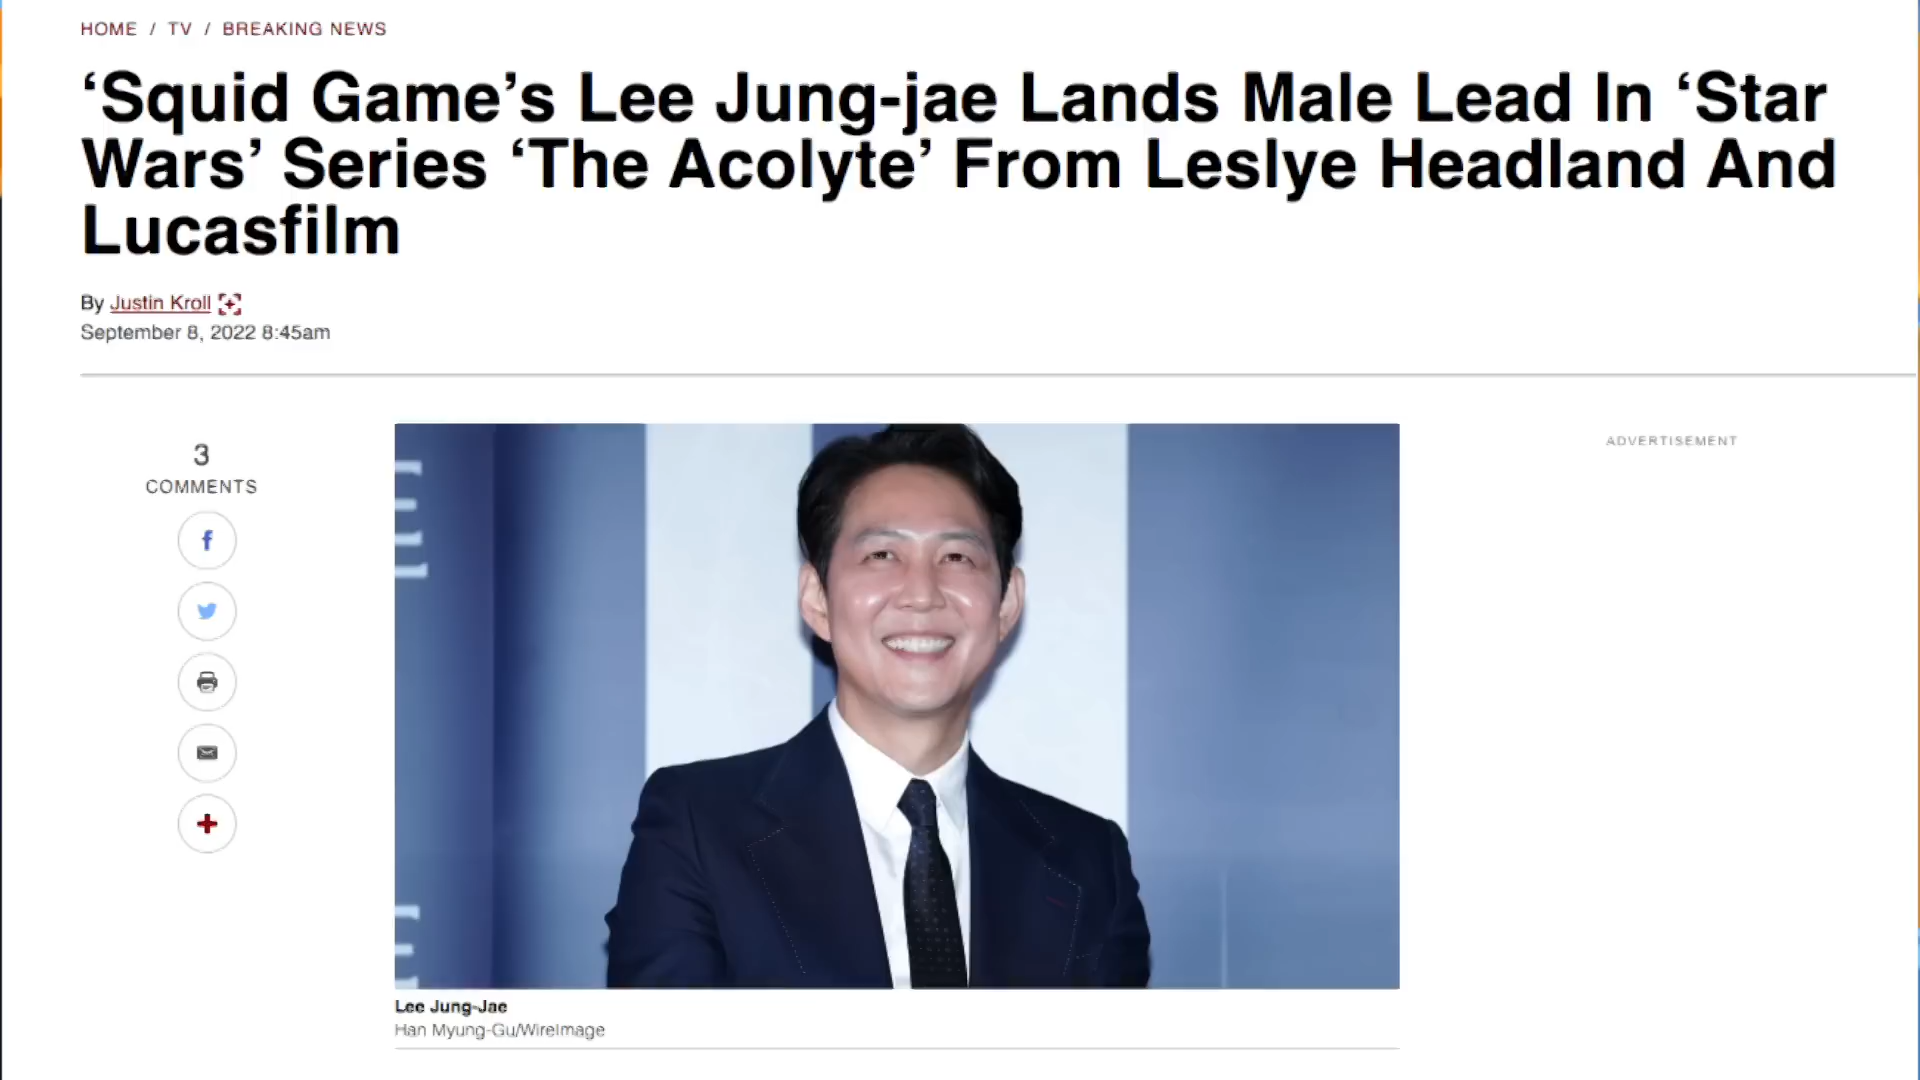 HOME / TV / BREAKING NEWS
‘Squid Game’s Lee Jung-jae Lands Male Lead In ‘Star
Wars’ Series ‘The Acolyte’ From Leslye Headland And
Lucasfilm
By Justin Kroll
September 8, 2022 8:45am
3
COMMENTS
ADVERTISEMENT
Lee Jung-Jae
Han Myung-Gu/WireImage